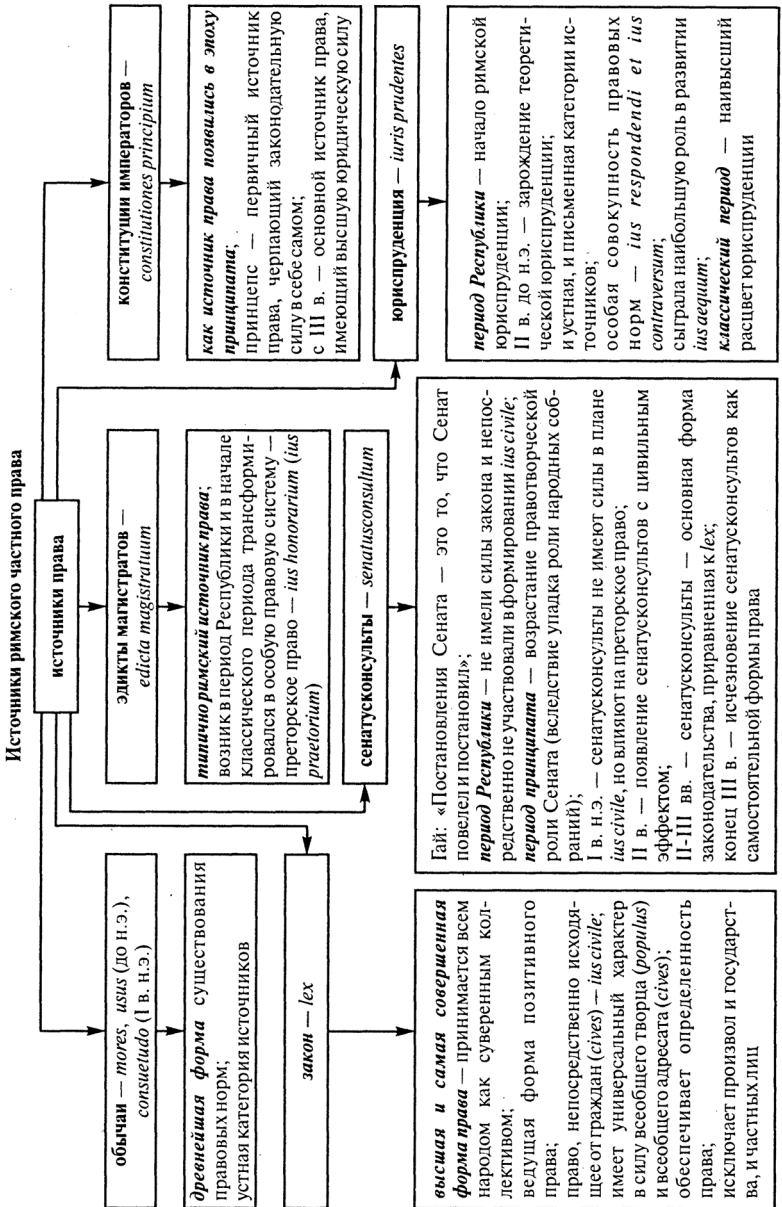 Источники римского частного права
источники права
обычаи — mores, usus (до н.э.),
consuetudo (I в. н.э.)
древнейшая форма существования
правовых норм;
устная категория источников
закон — lex
высшая и самая совершенная
форма права — принимается всем
народом как суверенным кол-
лективом;
ведущая форма позитивного
права;
право, непосредственно исходя-
щее от граждан (cives) — ius civile;
имеет универсальный характер
в силу всеобщего творца (populus)
и всеобщего адресата (cives);
обеспечивает определенность
права;
исключает произвол и государст-
ва, и частных лиц
эдикты магистратов —
edicta magistratuum
типично римский источник права;
возник в период Республики и в начале
классического периода трансформи-
ровался в особую правовую систему —
преторское право — ius honorarium (ius
praetorium)
сенатусконсульты — senatusconsultum
Гай: «Постановления Сената — это то, что Сенат
повелел и постановил»;
период Республики — не имели силы закона и непос-
редственно не участвовали в формировании ius civile;
период принципата — возрастание правотворческой
роли Сената (вследствие упадка роли народных соб-
раний);
I в. н.э. — сенатусконсульты не имеют силы в плане
ius civile, но влияют на преторское право;
II в. — появление сенатусконсультов с цивильным
эффектом;
II-III вв. — сенатусконсульты — основная форма
законодательства, приравненная к lex;
конец III в. — исчезновение сенатусконсультов как
самостоятельной формы права
конституции императоров —
constitutiones principium
как источник права появились в эпоху
принципата;
принцепс — первичный источник
права, черпающий законодательную
силу в себе самом;
с III в. — основной источник права,
имеющий высшую юридическую силу
юриспруденция — iuris prudentes
период Республики — начало римской
юриспруденции;
II в. до н.э. — зарождение теорети-
ческой юриспруденции;
и устная, и письменная категории ис-
точников;
особая совокупность правовых
норм — ius respondendi et ius
contraversum;
сыграла наибольшую роль в развитии
ius aequum;
классический период — наивысший
расцвет юриспруденции